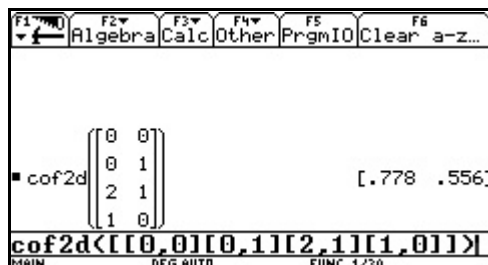 F1 F2 Algebra F3 Calc F4 Other F5 PrgmIO F6 Clear a-z…
cof2d([0 0
0 1
2 1
1 0]) [.778 .556]
cof2d([[0,0][0,1][2,1][1,0]])
MAIN DEG AUTO FUNC 1/30